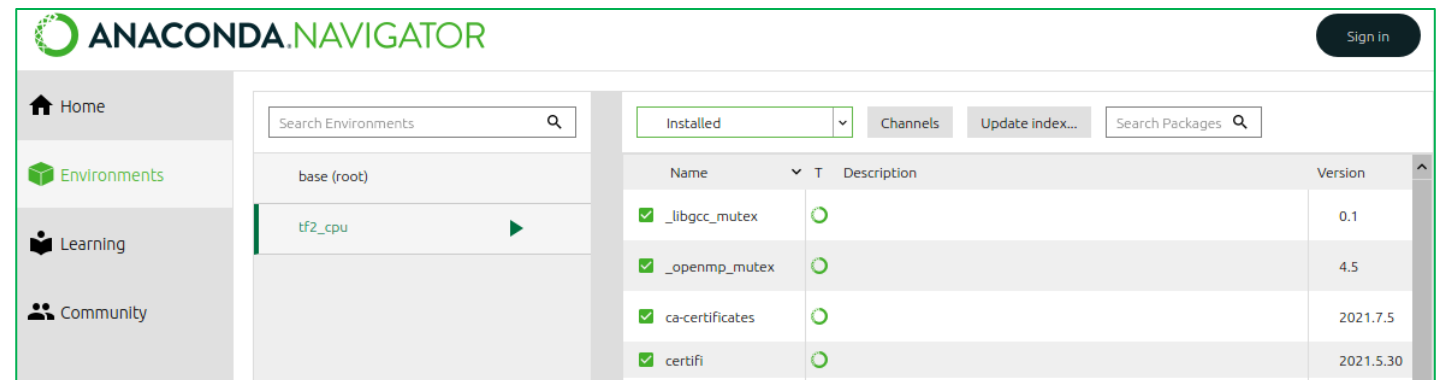 ANACONDA.NAVIGATOR
Sign in
Home
Environments
Learning
Community
Search Environments
base (root)
tf2_cpu
Installed
Channels
Update index...
Search Packages
Name T Description Version
_libgcc_mutex 0.1
_openmp_mutex 4.5
ca-certificates 2021.7.5
certifi 2021.5.30